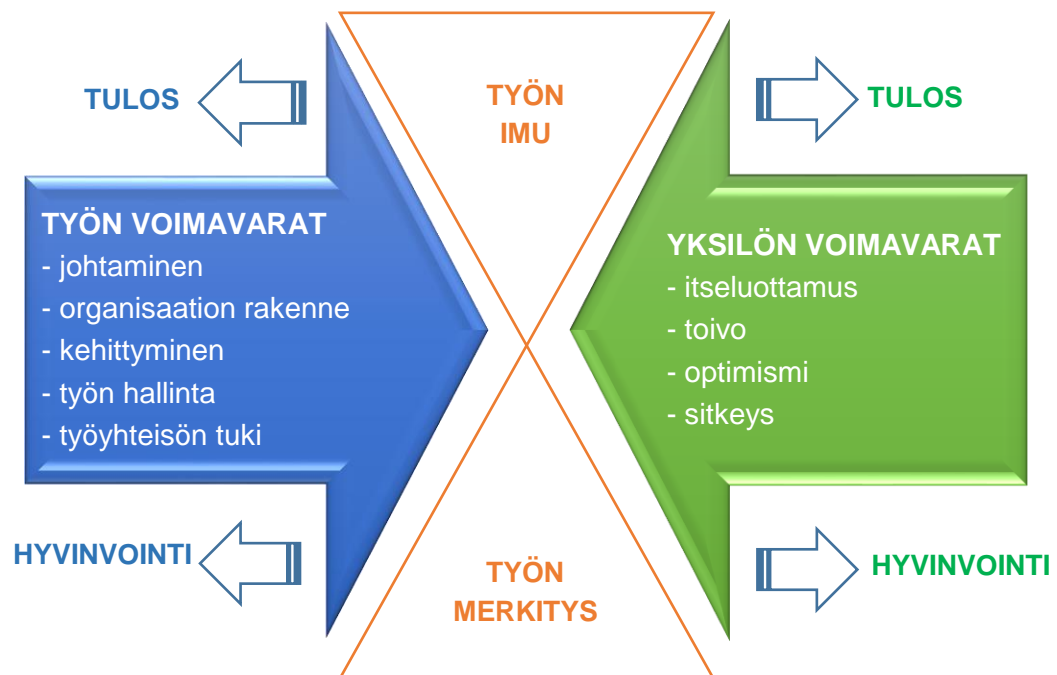 TYÖN
IMU
TULOS
TULOS
TYÖN VOIMAVARAT
- johtaminen
- organisaation rakenne
- kehittyminen
- työn hallinta
- työyhteisön tuki
YKSILÖN VOIMAVARAT
- itseluottamus
- toivo
- optimismi
- sitkeys
HYVINVOINTI
TYÖN
MERKITYS
HYVINVOINTI